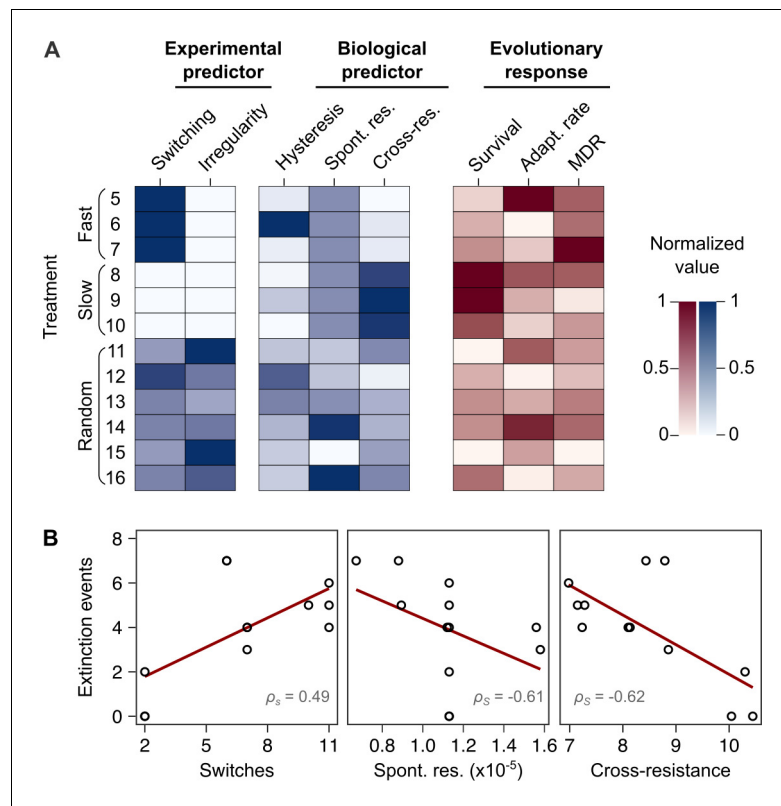 A
Experimental predictor
Biological predictor
Evolutionary response
Switching
Irregularity
Hysteresis
Spont. res.
Cross-res.
Survival
Adapt. rate
MDR
Treatment
Fast
Slow
Random
5
6
7
8
9
10
11
12
13
14
15
16
Normalized value
1 1
0.5 0.5
0 0
B
Extinction events
8
6
4
2
0
ρs = 0.49
ρS = -0.61
ρS = -0.62
2 5 8 11
0.8 1.2 1.4 1.6
7 8 9 10
Switches
Spont. res. (x10-5)
Cross-resistance